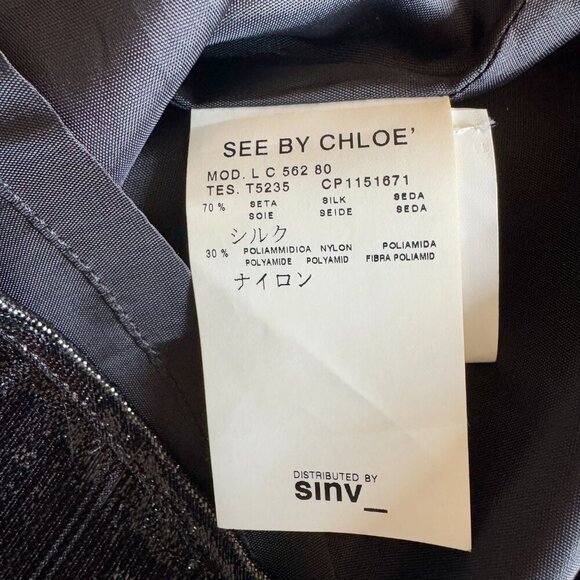 SEE BY CHLOE'
MOD. L C 562 80
TES. T5235 CP1151671
70 % SETA SILK SEDA
SOIE SEIDE SEDA
シルク
30 % POLIAMMIDICA NYLON POLIAMIDA
POLYAMIDE POLYAMID FIBRA POLIAMID
ナイロン
DISTRIBUTED BY
sinv_